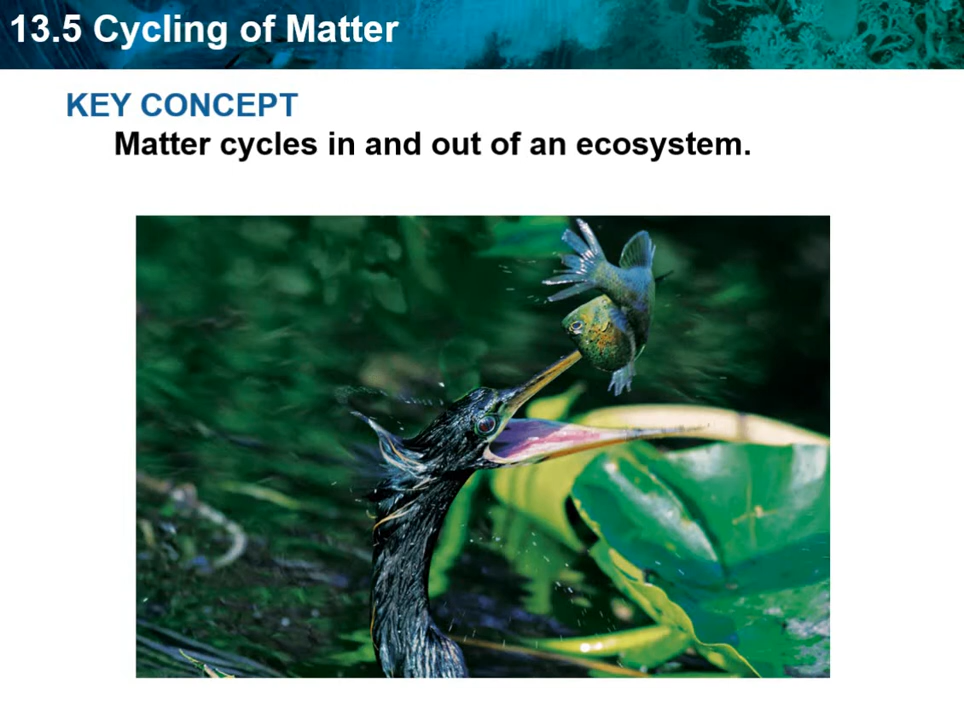 13.5 Cycling of Matter
KEY CONCEPT
Matter cycles in and out of an ecosystem.